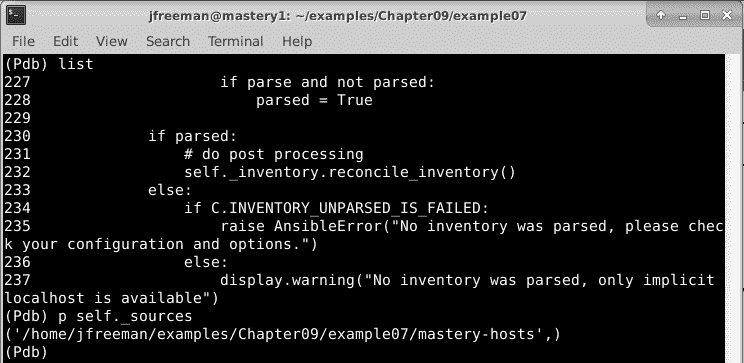 jfreeman@mastery1: ~/examples/Chapter09/example07
File Edit View Search Terminal Help
(Pdb) list
227                         if parse and not parsed:
228                             parsed = True
229
230                 if parsed:
231                     # do post processing
232                     self._inventory.reconcile_inventory()
233                 else:
234                     if C.INVENTORY_UNPARSED_IS_FAILED:
235                         raise AnsibleError("No inventory was parsed, please chec
k your configuration and options.")
236                     else:
237                         display.warning("No inventory was parsed, only implicit
localhost is available")
(Pdb) p self._sources
('/home/jfreeman/examples/Chapter09/example07/mastery-hosts',)
(Pdb)